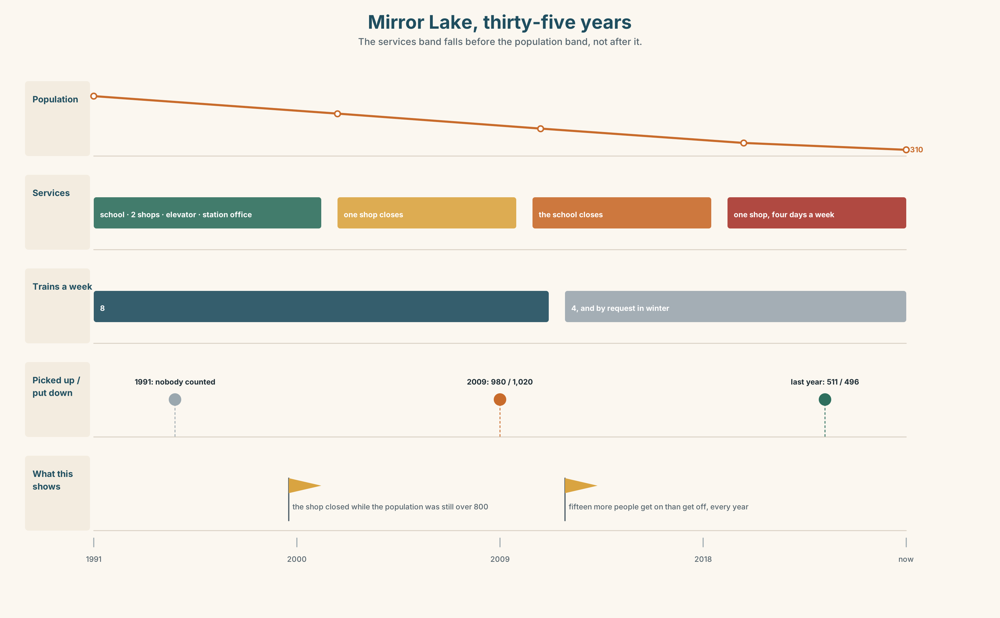 Mirror Lake, thirty-five years
The services band falls before the population band, not after it.
Population
310
Services
school · 2 shops · elevator · station office
one shop closes
the school closes
one shop, four days a week
Trains a week
8
4, and by request in winter
Picked up /
put down
1991: nobody counted
2009: 980 / 1,020
last year: 511 / 496
What this
shows
the shop closed while the population was still over 800
fifteen more people get on than get off, every year
1991
2000
2009
2018
now